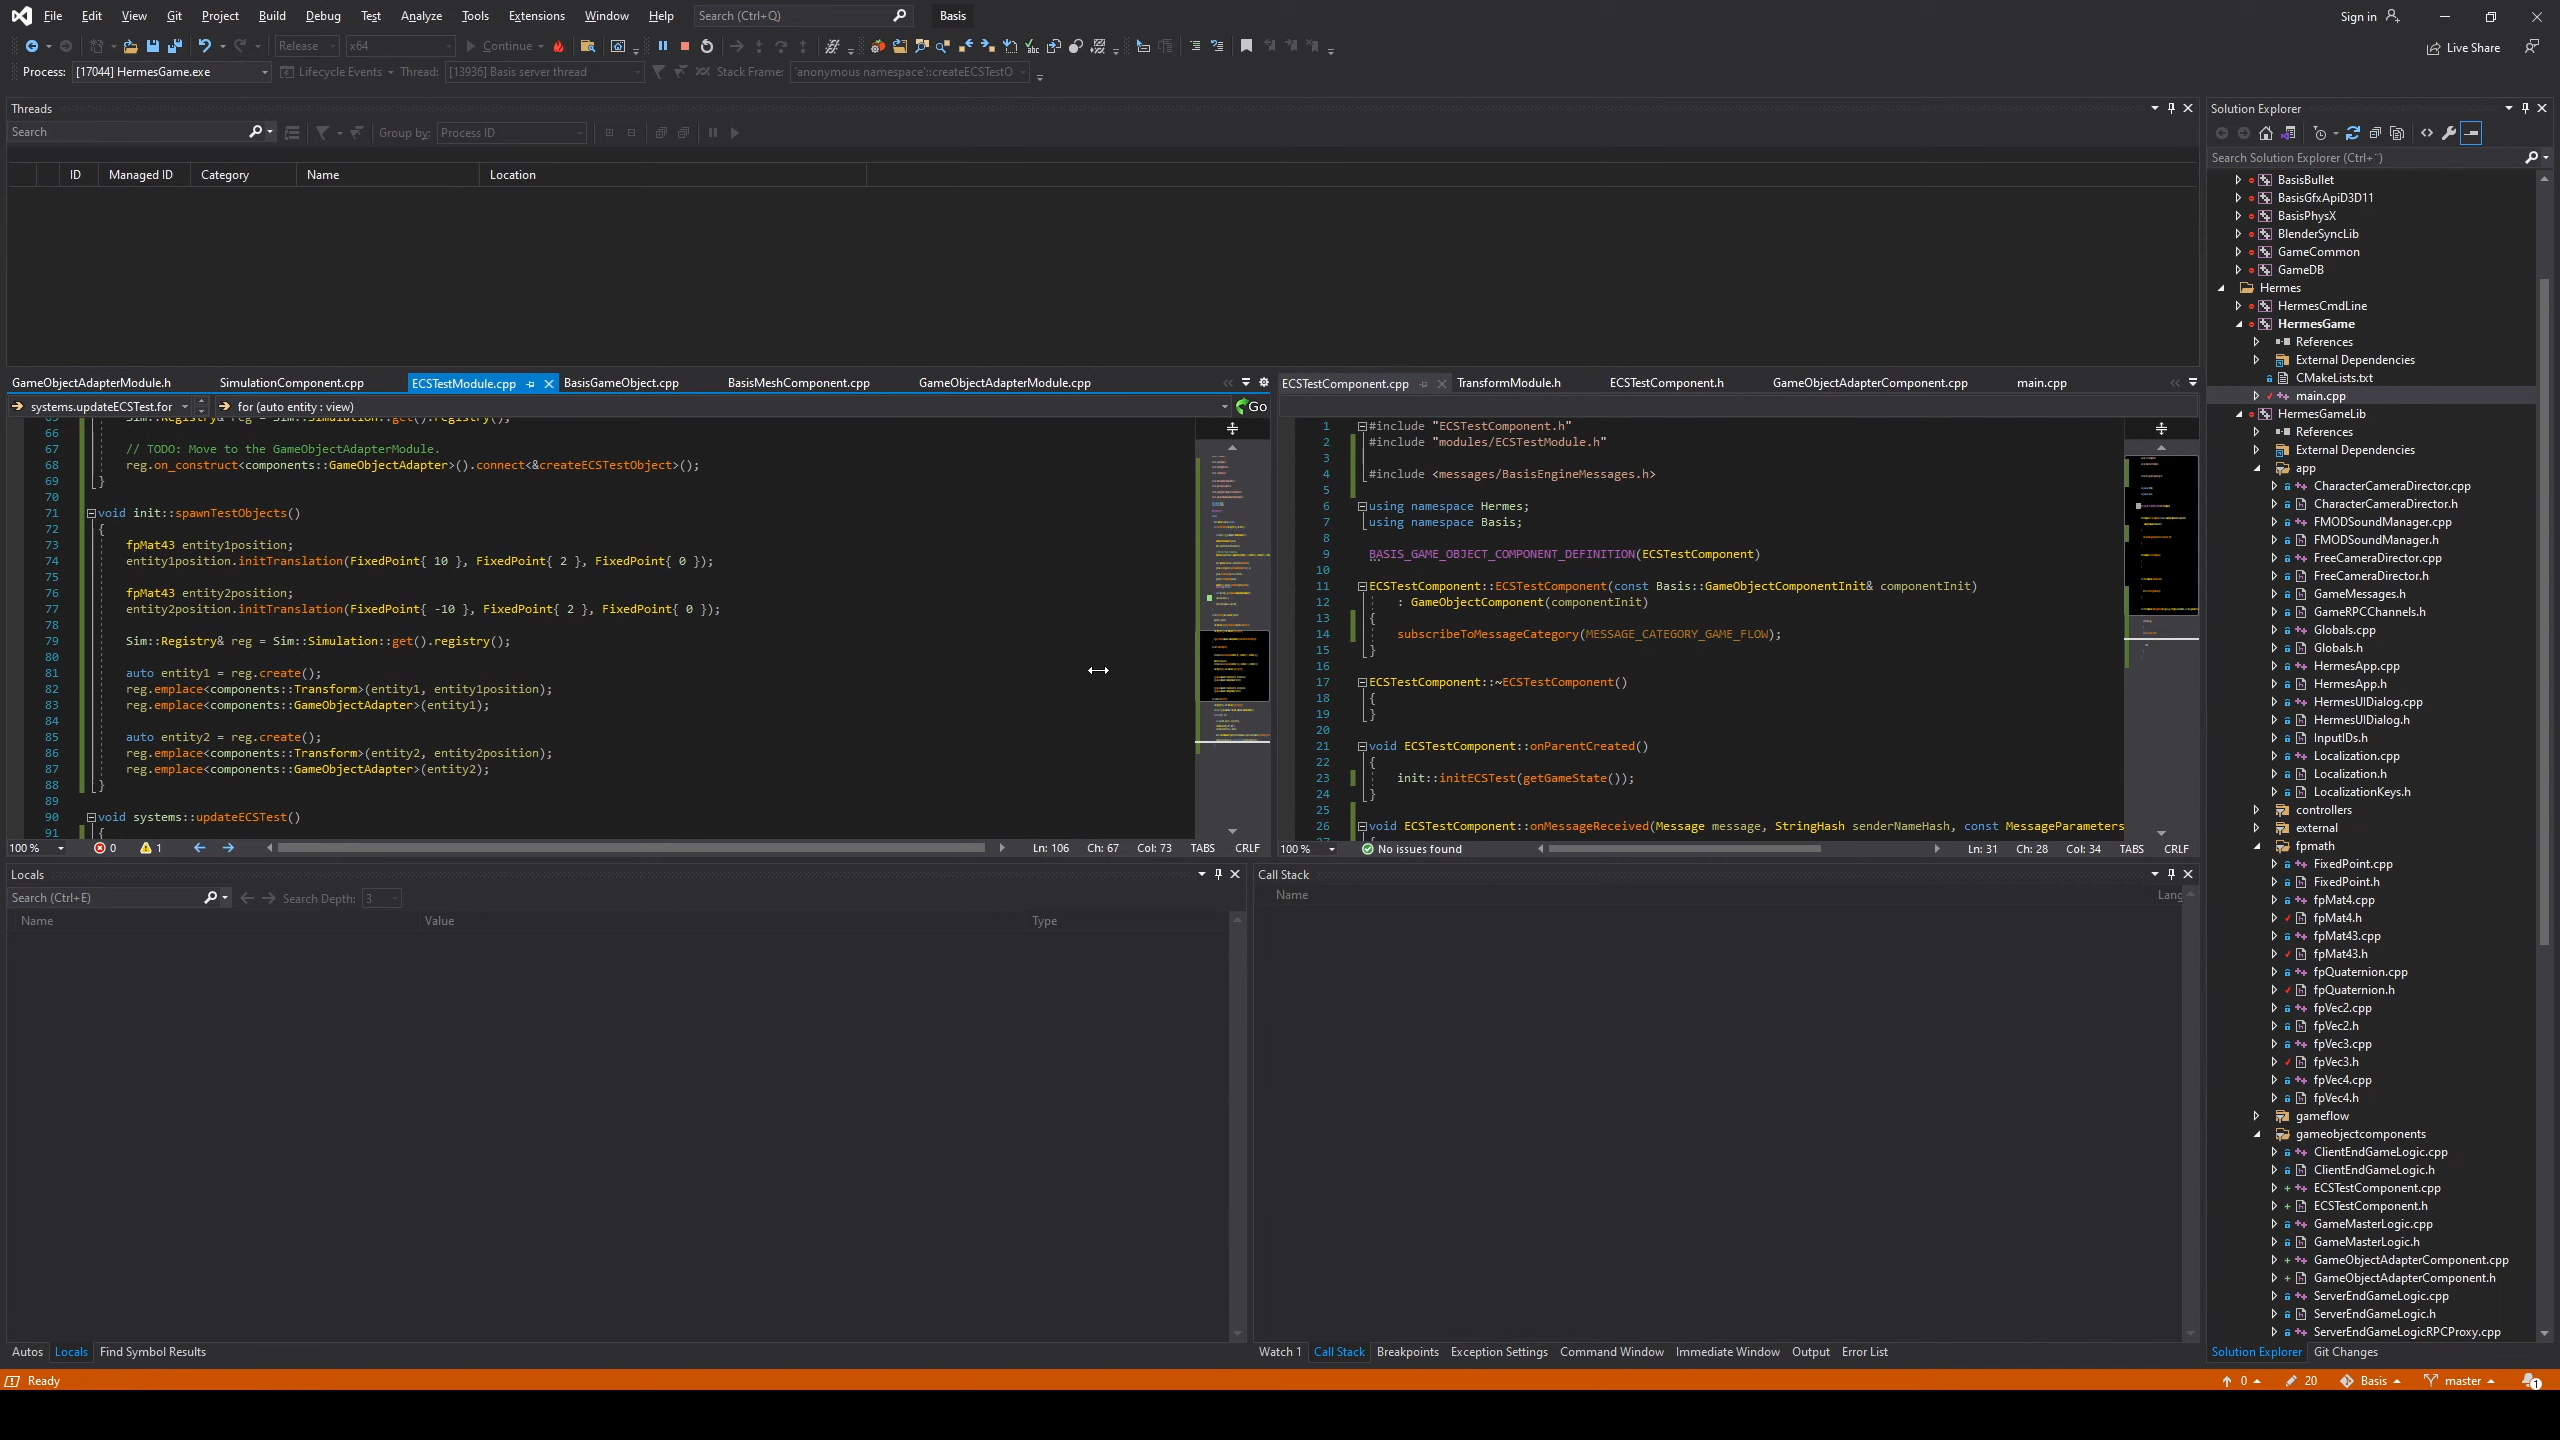 File Edit View Git Project Build Debug Test Analyze Tools Extensions Window Help Search (Ctrl+Q) Basis Sign in
Release x64 Continue Live Share
Process: [17044] HermesGame.exe Lifecycle Events Thread: [13936] Basis server thread Stack Frame: `anonymous namespace'::createECSTestO
Threads
Search Group by: Process ID
ID Managed ID Category Name Location
GameObjectAdapterModule.h SimulationComponent.cpp ECSTestModule.cpp BasisGameObject.cpp BasisMeshComponent.cpp GameObjectAdapterModule.cpp
systems.updateECSTest.for for (auto entity : view) Go
65 Sim::Registry& reg = Sim::Simulation::get().registry();
66
67 // TODO: Move to the GameObjectAdapterModule.
68 reg.on_construct<components::GameObjectAdapter>().connect<&createECSTestObject>();
69 }
70
71 void init::spawnTestObjects()
72 {
73 fpMat43 entity1position;
74 entity1position.initTranslation(FixedPoint{ 10 }, FixedPoint{ 2 }, FixedPoint{ 0 });
75
76 fpMat43 entity2position;
77 entity2position.initTranslation(FixedPoint{ -10 }, FixedPoint{ 2 }, FixedPoint{ 0 });
78
79 Sim::Registry& reg = Sim::Simulation::get().registry();
80
81 auto entity1 = reg.create();
82 reg.emplace<components::Transform>(entity1, entity1position);
83 reg.emplace<components::GameObjectAdapter>(entity1);
84
85 auto entity2 = reg.create();
86 reg.emplace<components::Transform>(entity2, entity2position);
87 reg.emplace<components::GameObjectAdapter>(entity2);
88 }
89
90 void systems::updateECSTest()
91 {
100 % 0 1 Ln: 106 Ch: 67 Col: 73 TABS CRLF
ECSTestComponent.cpp TransformModule.h ECSTestComponent.h GameObjectAdapterComponent.cpp main.cpp
1 #include "ECSTestComponent.h"
2 #include "modules/ECSTestModule.h"
3
4 #include <messages/BasisEngineMessages.h>
5
6 using namespace Hermes;
7 using namespace Basis;
8
9 BASIS_GAME_OBJECT_COMPONENT_DEFINITION(ECSTestComponent)
10
11 ECSTestComponent::ECSTestComponent(const Basis::GameObjectComponentInit& componentInit)
12 : GameObjectComponent(componentInit)
13 {
14 subscribeToMessageCategory(MESSAGE_CATEGORY_GAME_FLOW);
15 }
16
17 ECSTestComponent::~ECSTestComponent()
18 {
19 }
20
21 void ECSTestComponent::onParentCreated()
22 {
23 init::initECSTest(getGameState());
24 }
25
26 void ECSTestComponent::onMessageReceived(Message message, StringHash senderNameHash, const MessageParameters
100 % No issues found Ln: 31 Ch: 28 Col: 34 TABS CRLF
Locals
Search (Ctrl+E) Search Depth: 3
Name Value Type
Autos Locals Find Symbol Results
Call Stack
Name Lang
Watch 1 Call Stack Breakpoints Exception Settings Command Window Immediate Window Output Error List
Solution Explorer
Search Solution Explorer (Ctrl+¨)
BasisBullet
BasisGfxApiD3D11
BasisPhysX
BlenderSyncLib
GameCommon
GameDB
Hermes
HermesCmdLine
HermesGame
References
External Dependencies
CMakeLists.txt
main.cpp
HermesGameLib
References
External Dependencies
app
CharacterCameraDirector.cpp
CharacterCameraDirector.h
FMODSoundManager.cpp
FMODSoundManager.h
FreeCameraDirector.cpp
FreeCameraDirector.h
GameMessages.h
GameRPCChannels.h
Globals.cpp
Globals.h
HermesApp.cpp
HermesApp.h
HermesUIDialog.cpp
HermesUIDialog.h
InputIDs.h
Localization.cpp
Localization.h
LocalizationKeys.h
controllers
external
fpmath
FixedPoint.cpp
FixedPoint.h
fpMat4.cpp
fpMat4.h
fpMat43.cpp
fpMat43.h
fpQuaternion.cpp
fpQuaternion.h
fpVec2.cpp
fpVec2.h
fpVec3.cpp
fpVec3.h
fpVec4.cpp
fpVec4.h
gameflow
gameobjectcomponents
ClientEndGameLogic.cpp
ClientEndGameLogic.h
ECSTestComponent.cpp
ECSTestComponent.h
GameMasterLogic.cpp
GameMasterLogic.h
GameObjectAdapterComponent.cpp
GameObjectAdapterComponent.h
ServerEndGameLogic.cpp
ServerEndGameLogic.h
ServerEndGameLogicRPCProxy.cpp
Solution Explorer Git Changes
Ready 0 20 Basis master 1